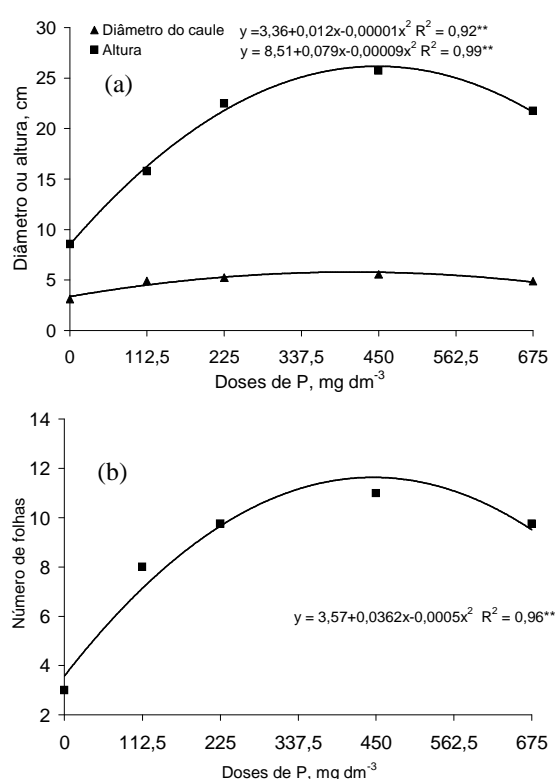 ▲ Diâmetro do caule y =3,36+0,012x-0,00001x² R² = 0,92**
■ Altura y = 8,51+0,079x-0,00009x² R² = 0,99**
(a)
Diâmetro ou altura, cm
30
25
20
15
10
5
0
0 112,5 225 337,5 450 562,5 675
Doses de P, mg dm⁻³
(b)
Número de folhas
14
12
10
8
6
4
2
y = 3,57+0,0362x-0,0005x² R² = 0,96**
0 112,5 225 337,5 450 562,5 675
Doses de P, mg dm⁻³